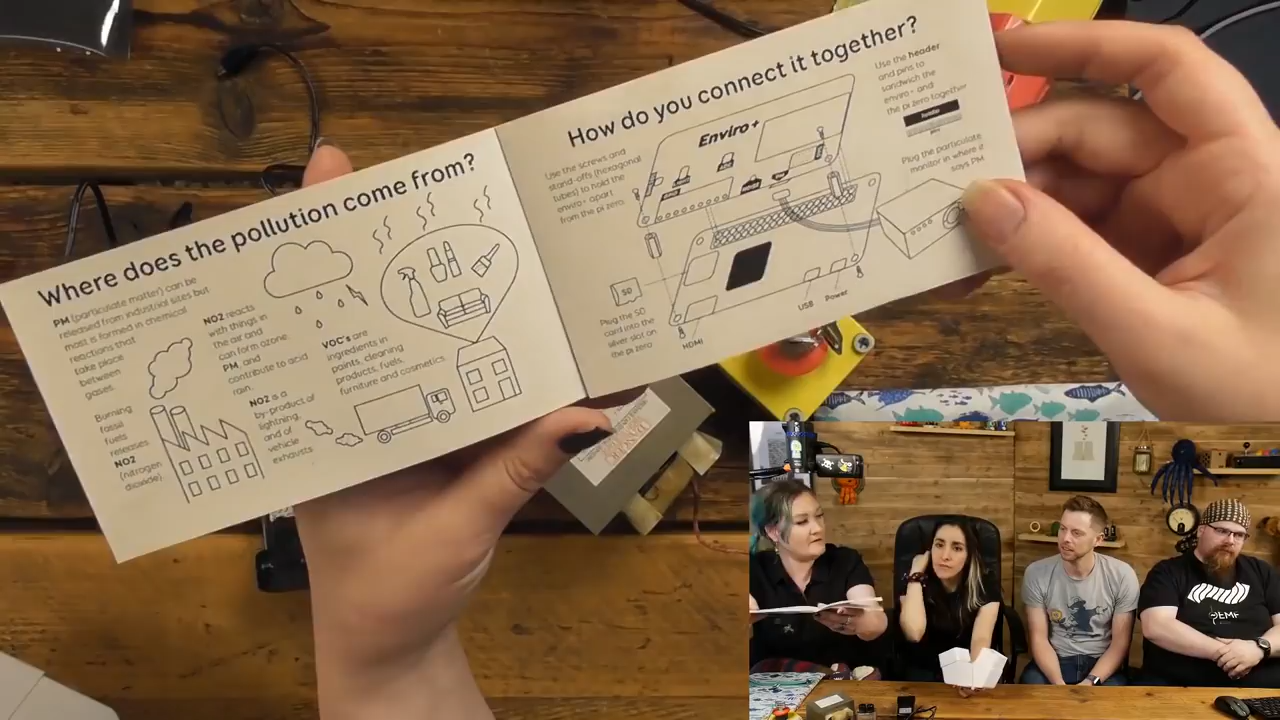 Where does the pollution come from?
PM (particulate matter) can be
released from industrial sites but
most is formed in chemical
reactions that
take place
between
gases.
Burning
fossil
fuels
releases
NO2
(nitrogen
dioxide)
NO2 reacts
with things in
the air and
can form ozone,
PM, and
contribute to acid
rain.
NO2 is a
by-product of
lightning,
and of
vehicle
exhausts
VOC's are
ingredients in
paints, cleaning
products, fuels,
furniture and cosmetics
How do you connect it together?
Use the screws and
stand-offs (hexagonal
tubes) to hold the
enviro+ apart
from the pi zero.
Enviro+
Use the header
and pins to
sandwich the
enviro+ and
the pi zero together
Plug the particulate
monitor in where it
says PM
SD
Plug the SD
card into the
silver slot on
the pi zero
HDMI
USB
Power
EMF